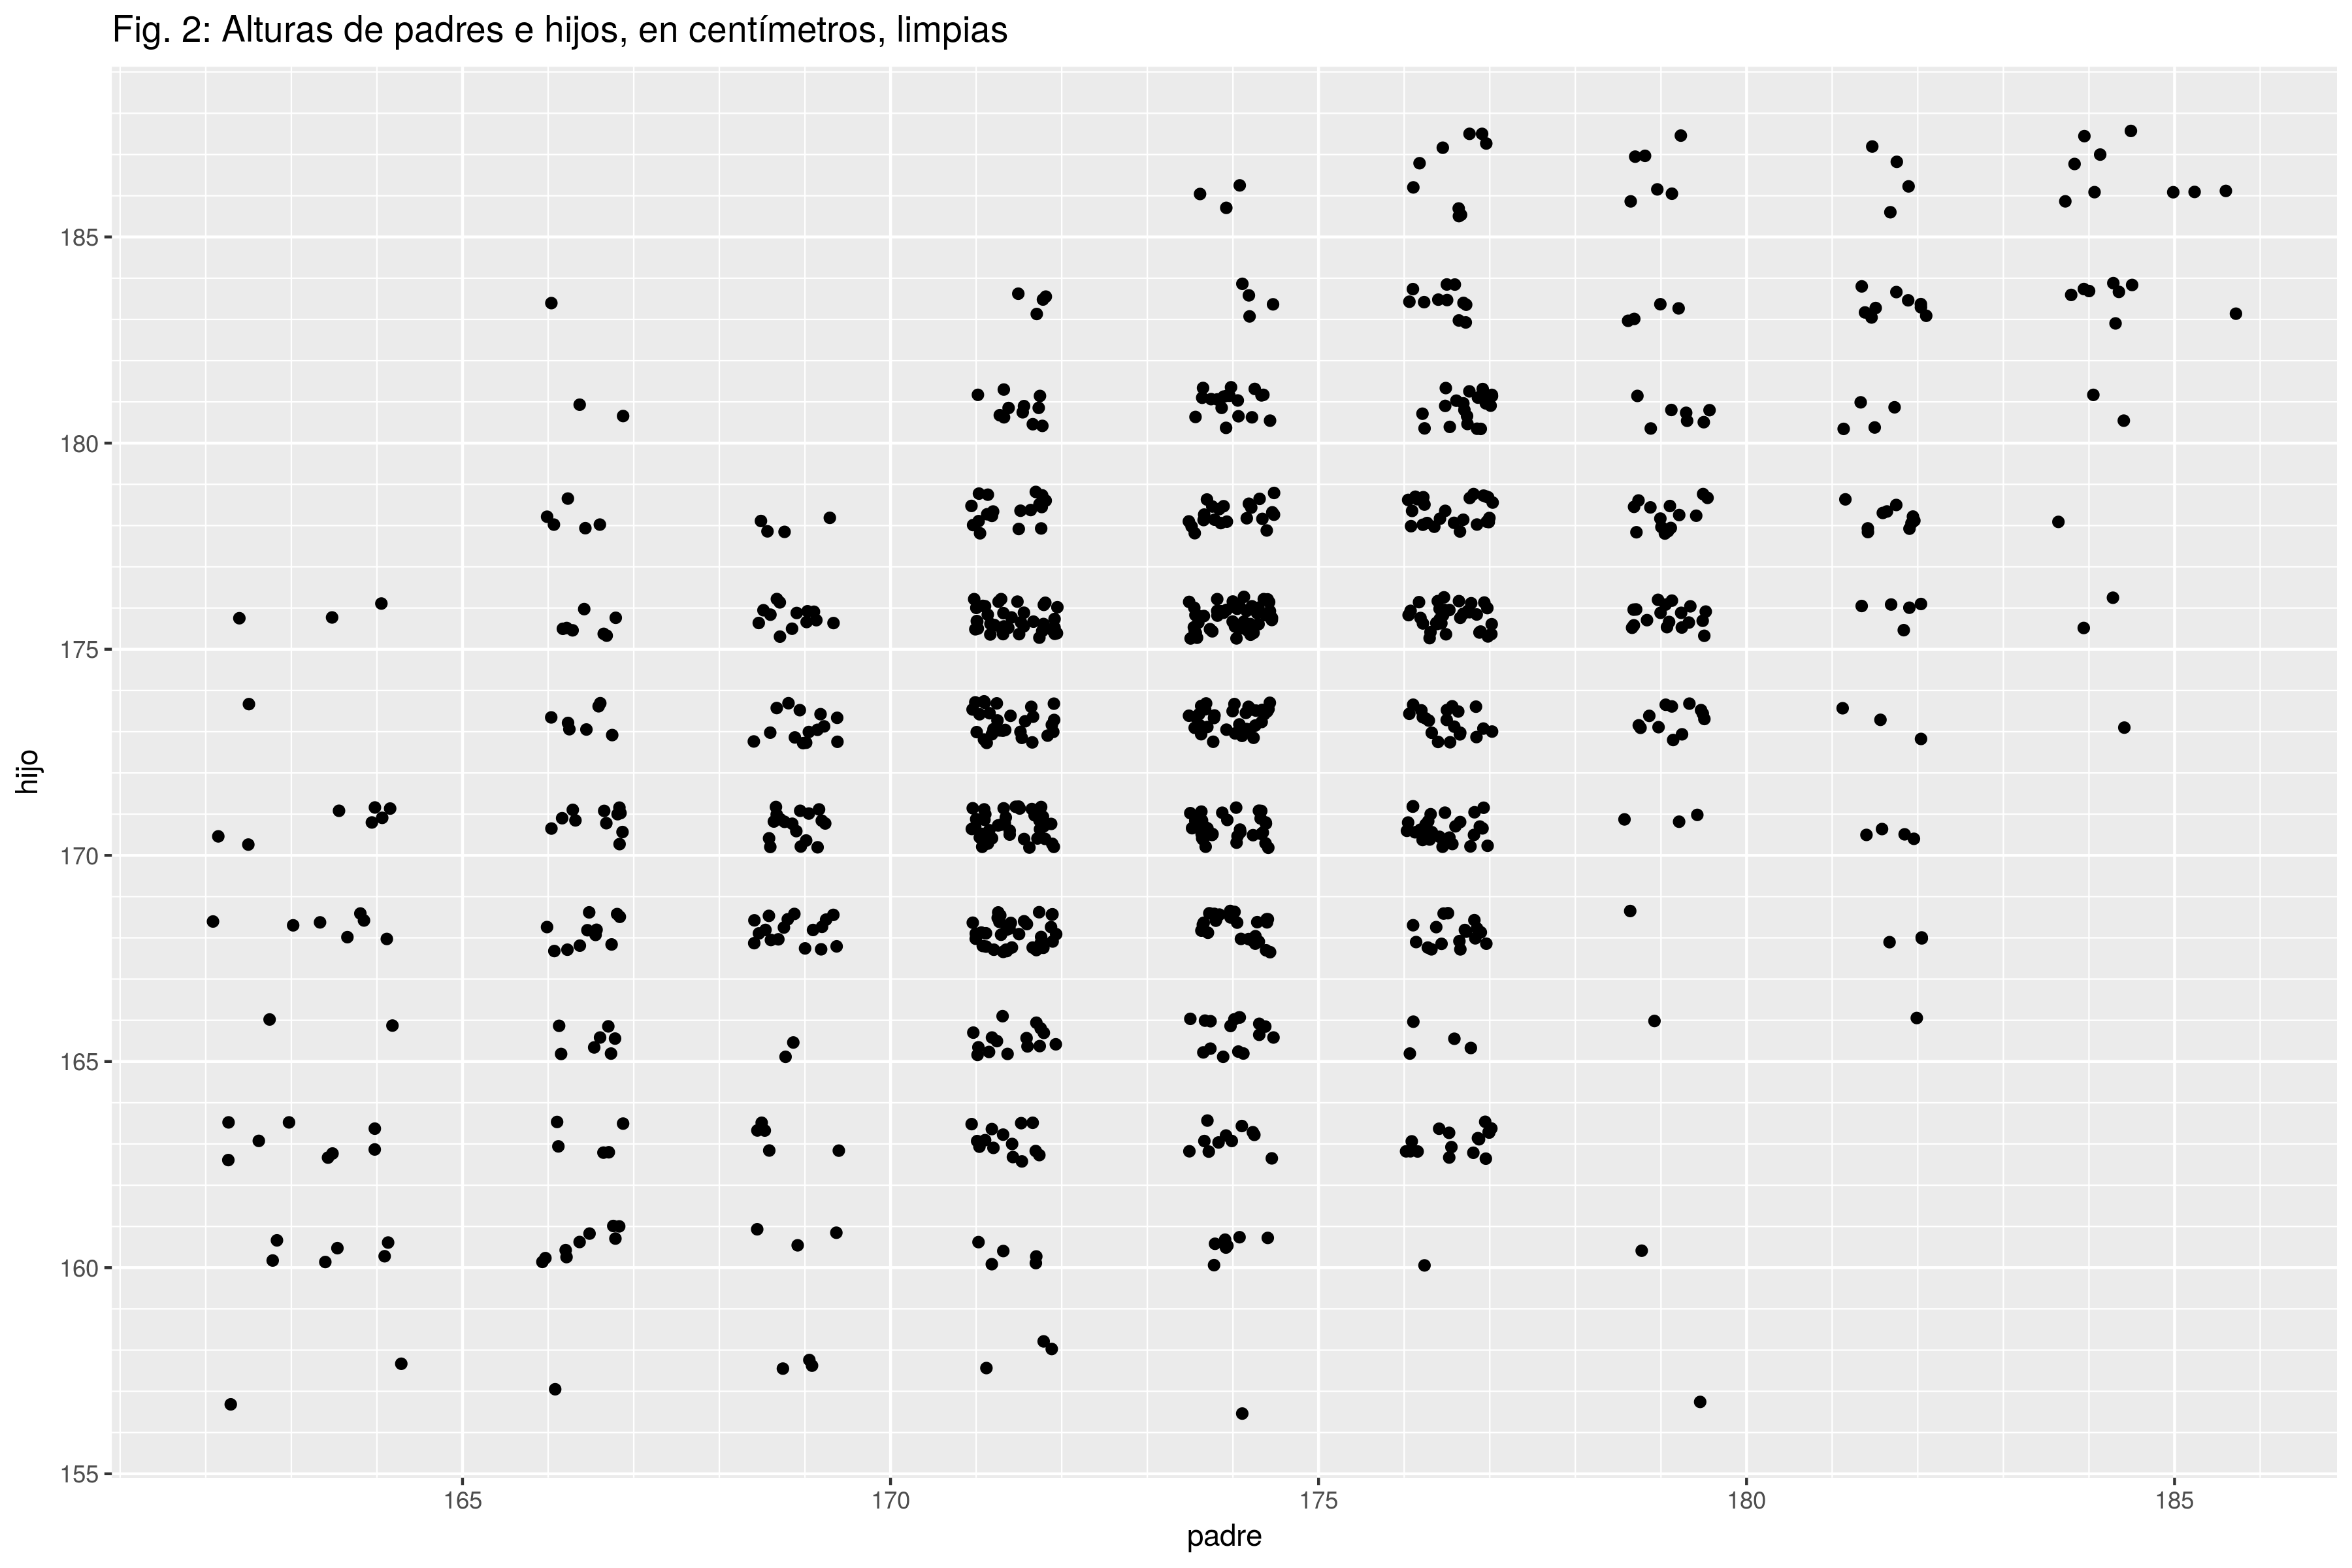 Fig. 2: Alturas de padres e hijos, en centímetros, limpias
185
180
175
170
165
160
155
hijo
165 170 175 180 185
padre